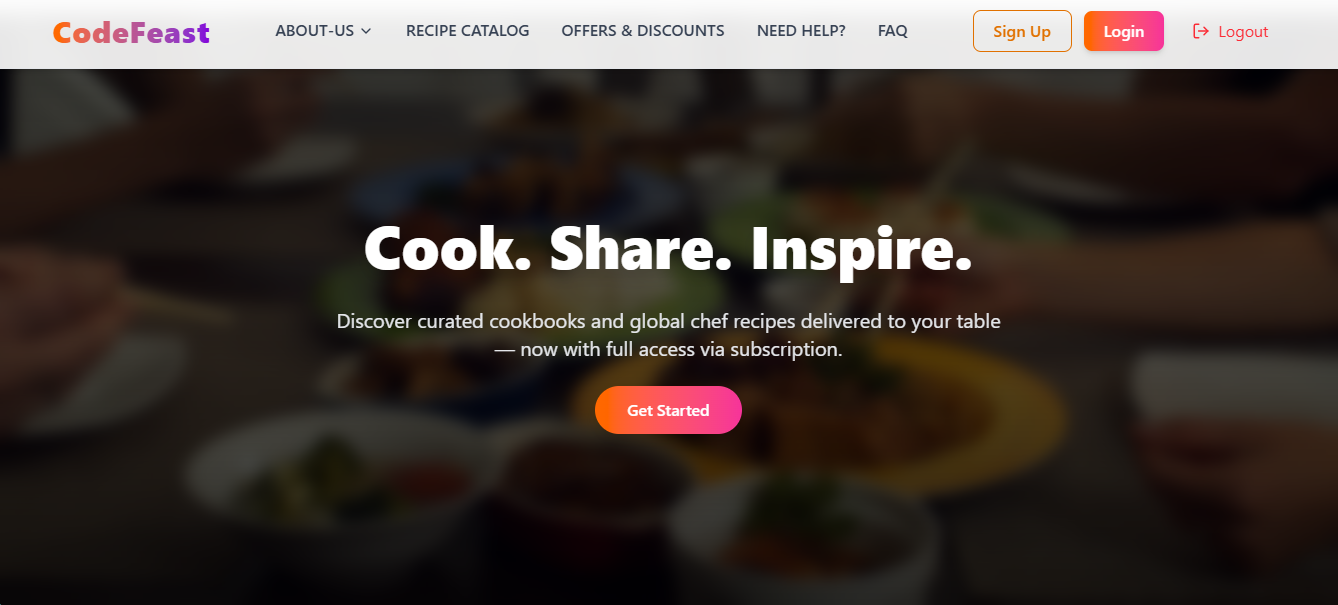 CodeFeast
ABOUT-US
RECIPE CATALOG
OFFERS & DISCOUNTS
NEED HELP?
FAQ
Sign Up
Login
Logout
Cook. Share. Inspire.
Discover curated cookbooks and global chef recipes delivered to your table
— now with full access via subscription.
Get Started